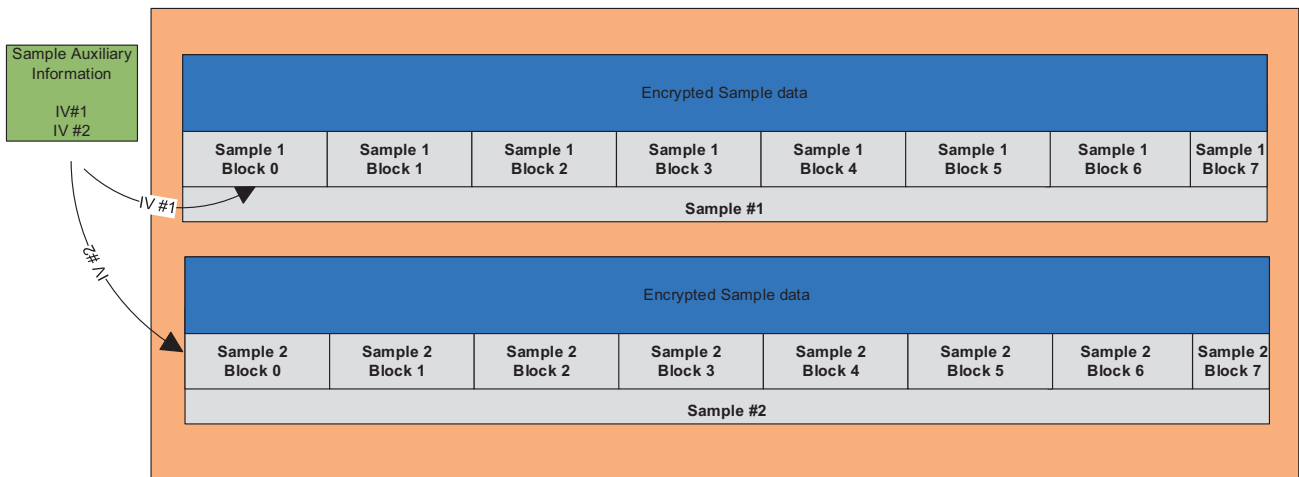 Sample Auxiliary
Information
IV#1
IV #2
Encrypted Sample data
Sample 1 Sample 1 Sample 1 Sample 1 Sample 1 Sample 1 Sample 1 Sample 1
Block 0 Block 1 Block 2 Block 3 Block 4 Block 5 Block 6 Block 7
IV #1
Sample #1
IV #2
Encrypted Sample data
Sample 2 Sample 2 Sample 2 Sample 2 Sample 2 Sample 2 Sample 2 Sample 2
Block 0 Block 1 Block 2 Block 3 Block 4 Block 5 Block 6 Block 7
Sample #2